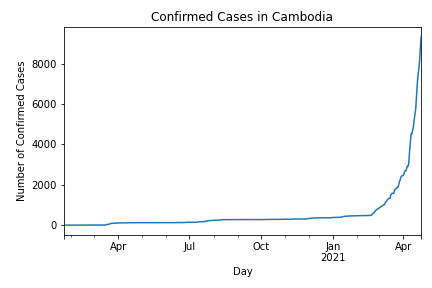 Confirmed Cases in Cambodia
Number of Confirmed Cases
8000
6000
4000
2000
0
Apr
Jul
Oct
Jan
2021
Apr
Day